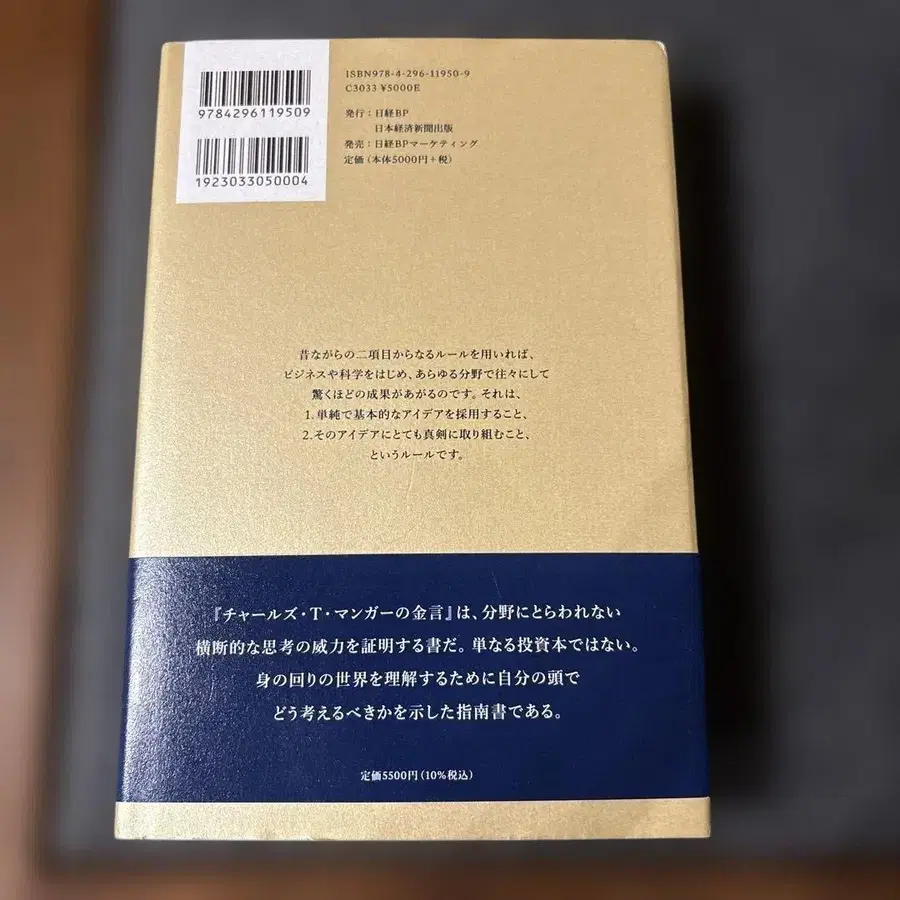 9784296119509
1923033050004
ISBN978-4-296-11950-9
C3033 ¥5000E
発行：日経BP
日本経済新聞出版
発売：日経BPマーケティング
定価（本体5000円＋税）
昔ながらの二項目からなるルールを用いれば、
ビジネスや科学をはじめ、あらゆる分野で往々にして
驚くほどの成果があがるのです。それは、
1.単純で基本的なアイデアを採用すること、
2.そのアイデアにとても真剣に取り組むこと、
というルールです。
『チャールズ・T・マンガーの金言』は、分野にとらわれない
横断的な思考の威力を証明する書だ。単なる投資本ではない。
身の回りの世界を理解するために自分の頭で
どう考えるべきかを示した指南書である。
定価5500円（10％税込）